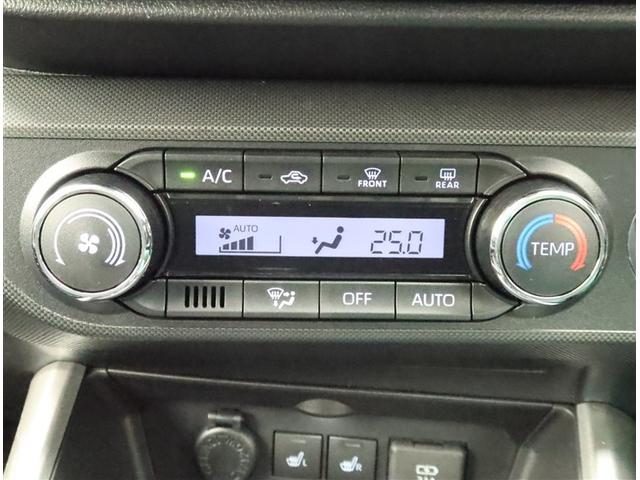 A/C
FRONT
REAR
AUTO
25.0
TEMP
OFF
AUTO
L
R